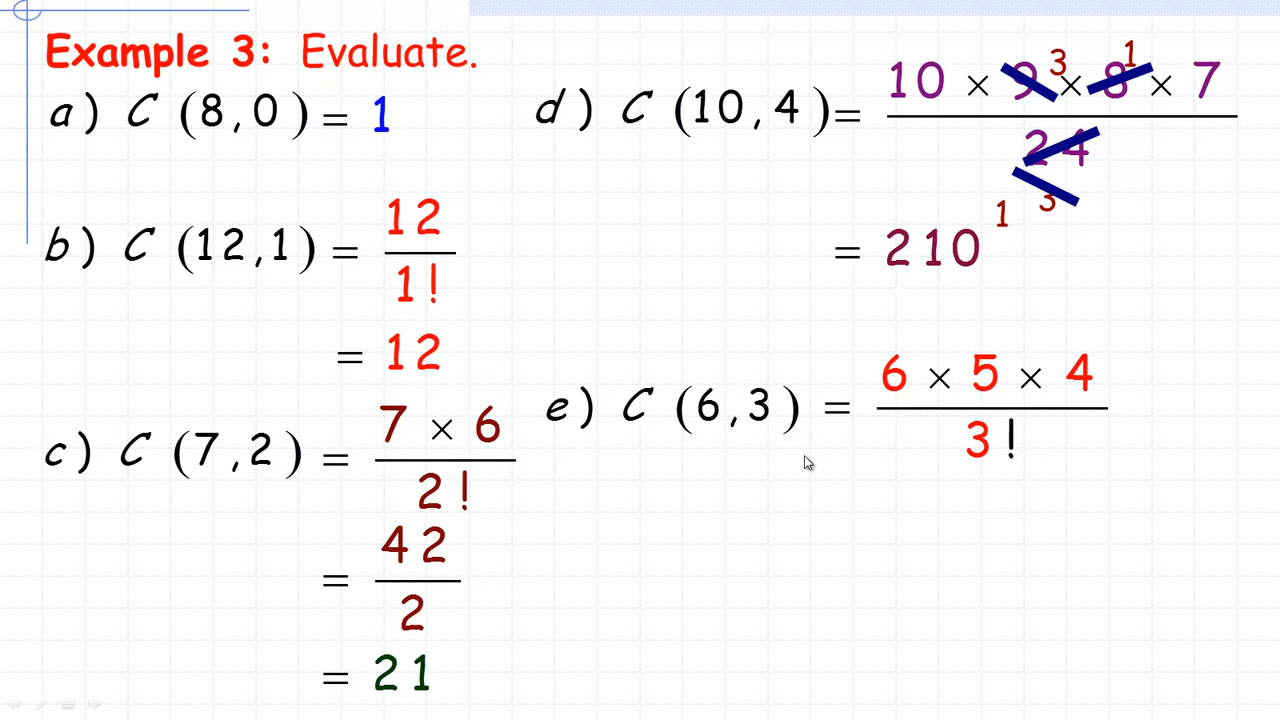 Example 3: Evaluate.
a) C (8,0) = 1
b) C (12,1) = 12
1!
= 12
c) C (7,2) = 7 × 6
2!
= 42
2
= 21
d) C (10,4) = 10 × 9 3 × 8 1 × 7
24
3
1
= 210
e) C (6,3) = 6 × 5 × 4
3!